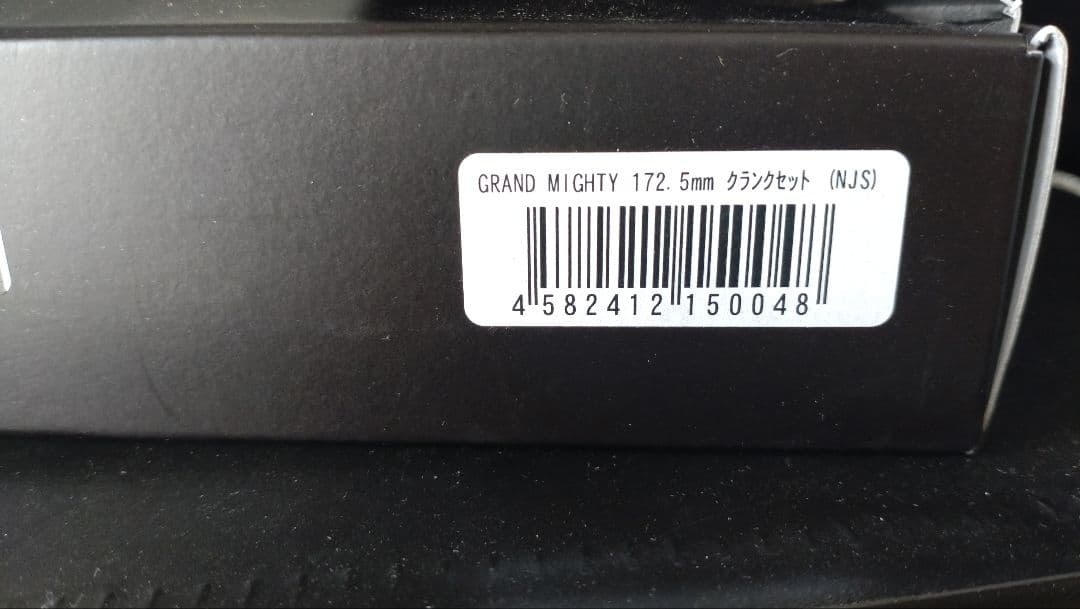 GRAND MIGHTY 172.5mm ｸﾗﾝｸｾｯﾄ (NJS)
4 582412 150048